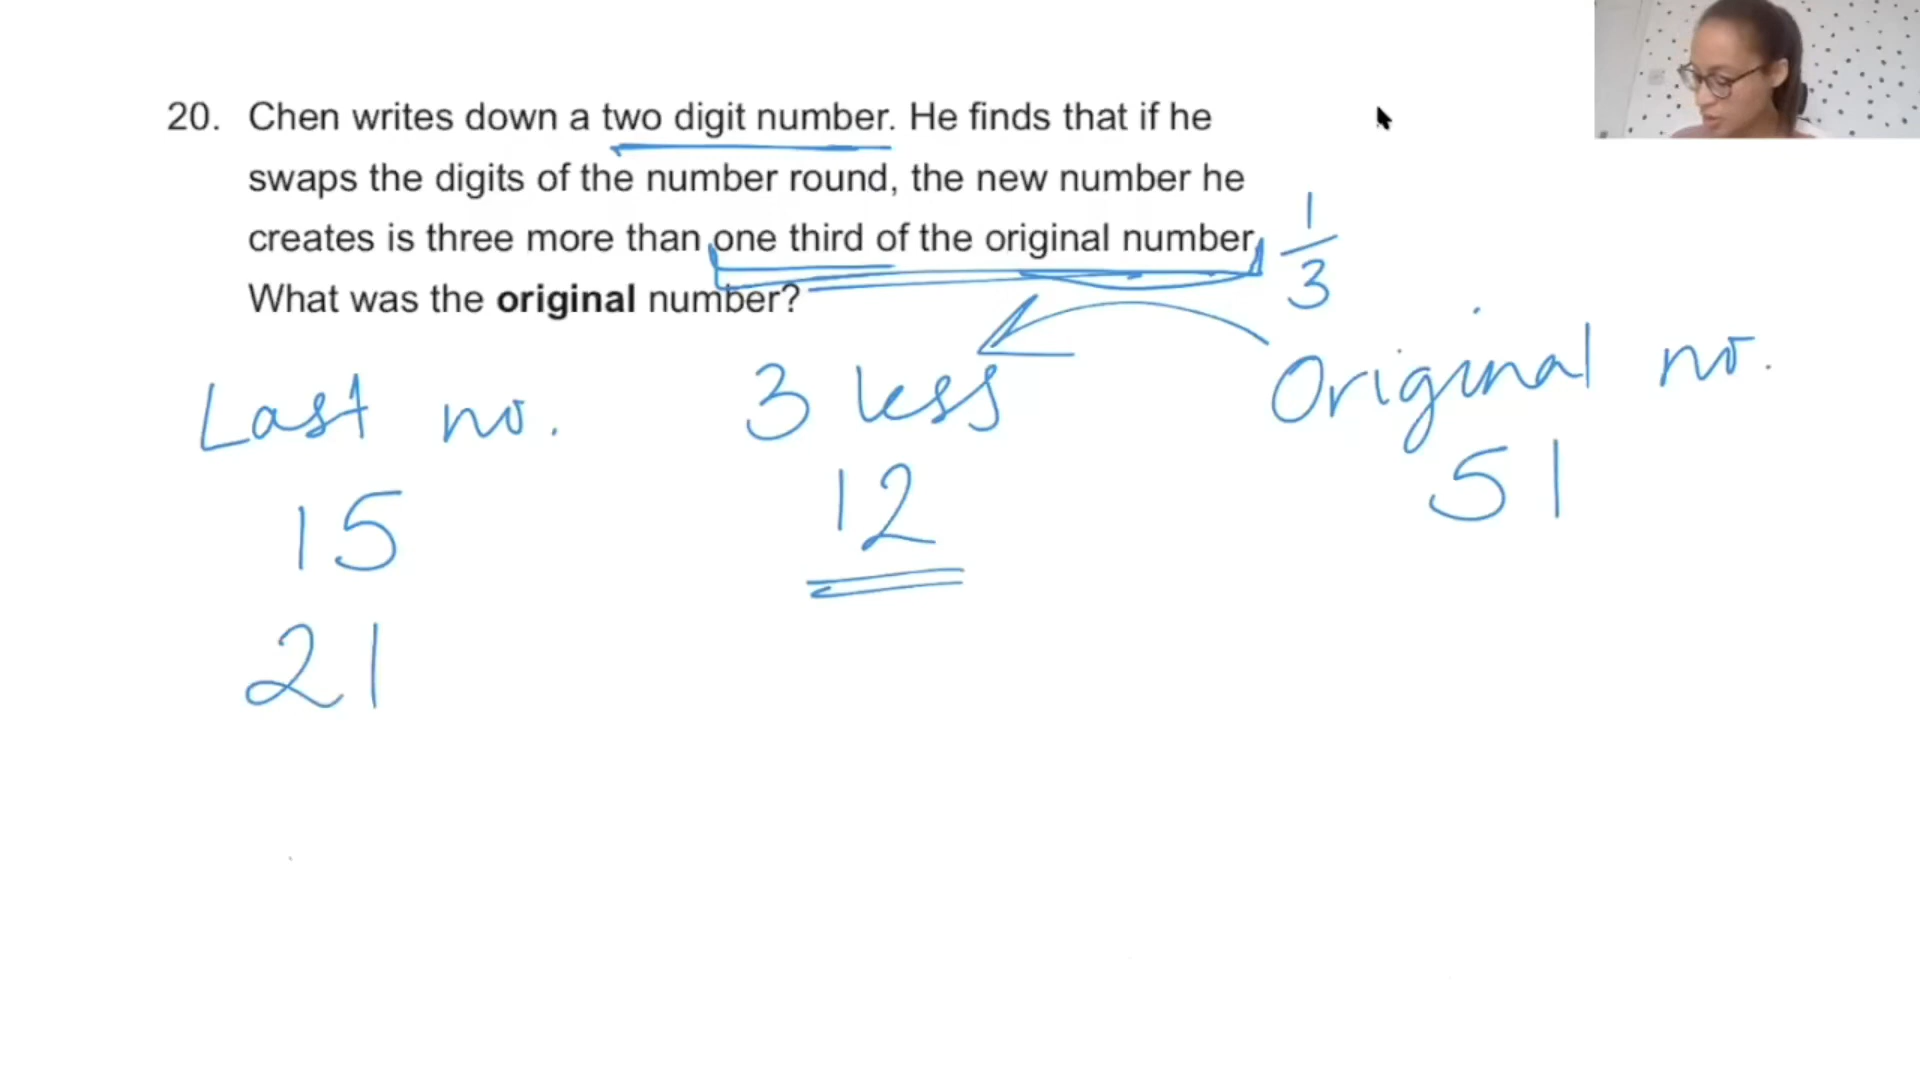 20. Chen writes down a two digit number. He finds that if he
swaps the digits of the number round, the new number he
creates is three more than one third of the original number.
1/3
What was the original number?
Last no. 3 less Original no.
15 12 51
21